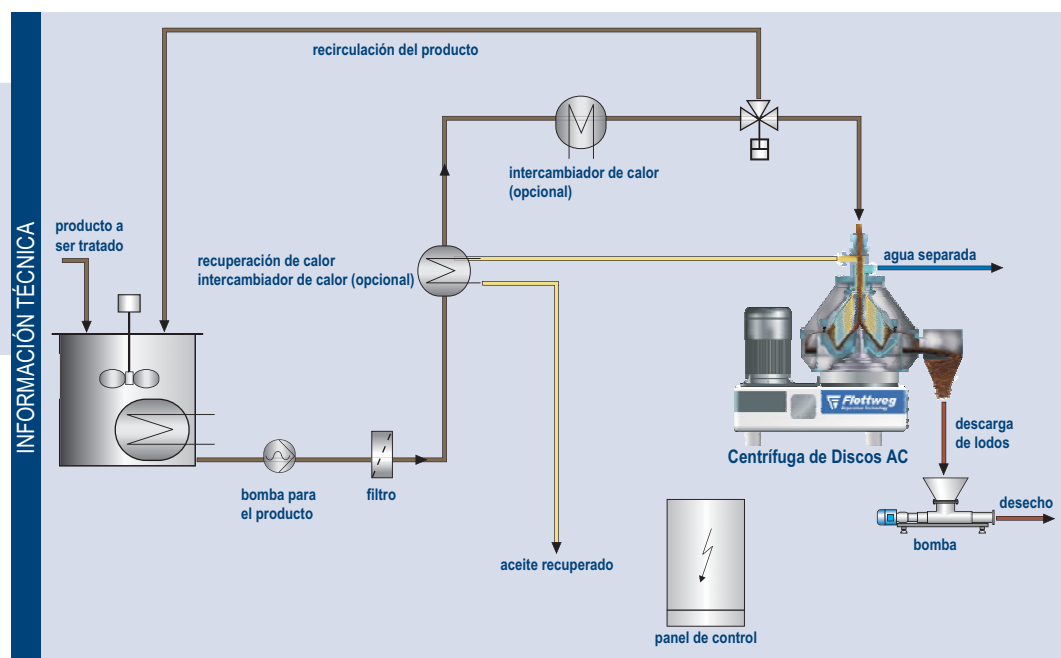 INFORMACIÓN TÉCNICA
recirculación del producto
intercambiador de calor
(opcional)
producto a
ser tratado
recuperación de calor
intercambiador de calor (opcional)
agua separada
Flottweg
Separation Technology
descarga
de lodos
Centrífuga de Discos AC
bomba para
el producto
filtro
desecho
bomba
aceite recuperado
panel de control